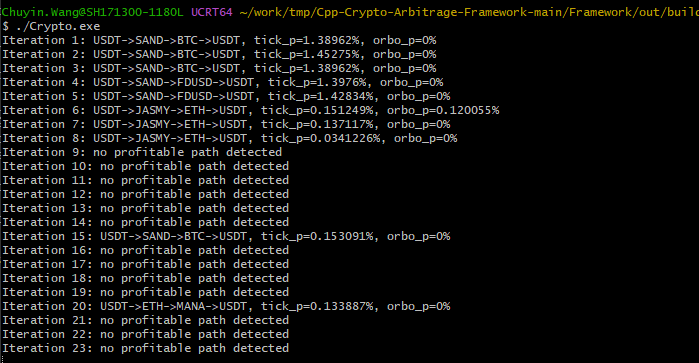 Chuyin.Wang@SH171300-1180L UCRT64 ~/work/tmp/Cpp-Crypto-Arbitrage-Framework-main/Framework/out/build
$ ./Crypto.exe
Iteration 1: USDT->SAND->BTC->USDT, tick_p=1.38962%, orbo_p=0%
Iteration 2: USDT->SAND->BTC->USDT, tick_p=1.45275%, orbo_p=0%
Iteration 3: USDT->SAND->BTC->USDT, tick_p=1.38962%, orbo_p=0%
Iteration 4: USDT->SAND->FDUSD->USDT, tick_p=1.3976%, orbo_p=0%
Iteration 5: USDT->SAND->FDUSD->USDT, tick_p=1.42834%, orbo_p=0%
Iteration 6: USDT->JASMY->ETH->USDT, tick_p=0.151249%, orbo_p=0.120055%
Iteration 7: USDT->JASMY->ETH->USDT, tick_p=0.137117%, orbo_p=0%
Iteration 8: USDT->JASMY->ETH->USDT, tick_p=0.0341226%, orbo_p=0%
Iteration 9: no profitable path detected
Iteration 10: no profitable path detected
Iteration 11: no profitable path detected
Iteration 12: no profitable path detected
Iteration 13: no profitable path detected
Iteration 14: no profitable path detected
Iteration 15: USDT->SAND->BTC->USDT, tick_p=0.153091%, orbo_p=0%
Iteration 16: no profitable path detected
Iteration 17: no profitable path detected
Iteration 18: no profitable path detected
Iteration 19: no profitable path detected
Iteration 20: USDT->ETH->MANA->USDT, tick_p=0.133887%, orbo_p=0%
Iteration 21: no profitable path detected
Iteration 22: no profitable path detected
Iteration 23: no profitable path detected